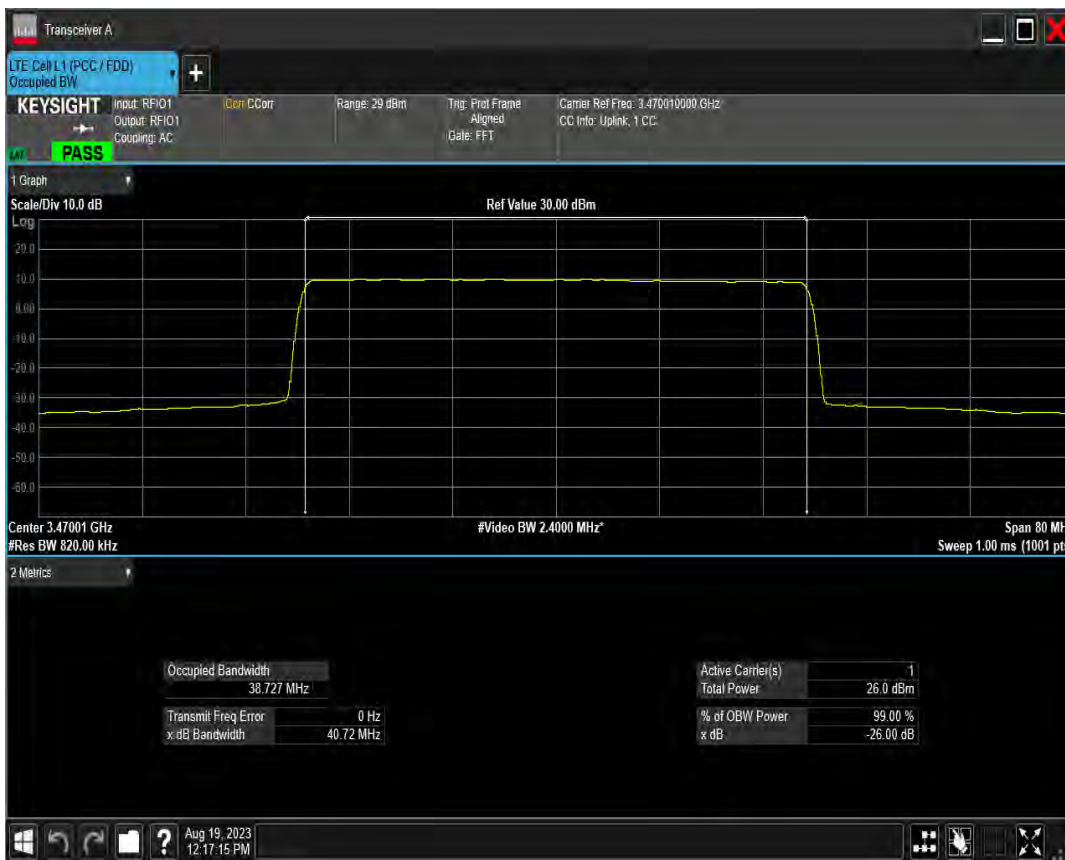 Transceiver A
LTE Cell L1 (PCC / FDD)
Occupied BW
KEYSIGHT
PASS
Input: RFIO1
Output: RFIO1
Coupling: AC
Corr CCorr
Range: 29 dBm
Trig: Prot Frame
Aligned
Gate: FFT
Carrier Ref Freq: 3.470010000 GHz
CC Info: Uplink, 1 CC
1 Graph
Scale/Div 10.0 dB
Ref Value 30.00 dBm
Log
20.0
10.0
0.00
-10.0
-20.0
-30.0
-40.0
-50.0
-60.0
Center 3.47001 GHz
#Video BW 2.4000 MHz*
Span 80 MH
#Res BW 820.00 kHz
Sweep 1.00 ms (1001 pts
2 Metrics
Occupied Bandwidth
38.727 MHz
Transmit Freq Error 0 Hz
x dB Bandwidth 40.72 MHz
Active Carrier(s) 1
Total Power 26.0 dBm
% of OBW Power 99.00 %
x dB -26.00 dB
Aug 19, 2023
12:17:15 PM